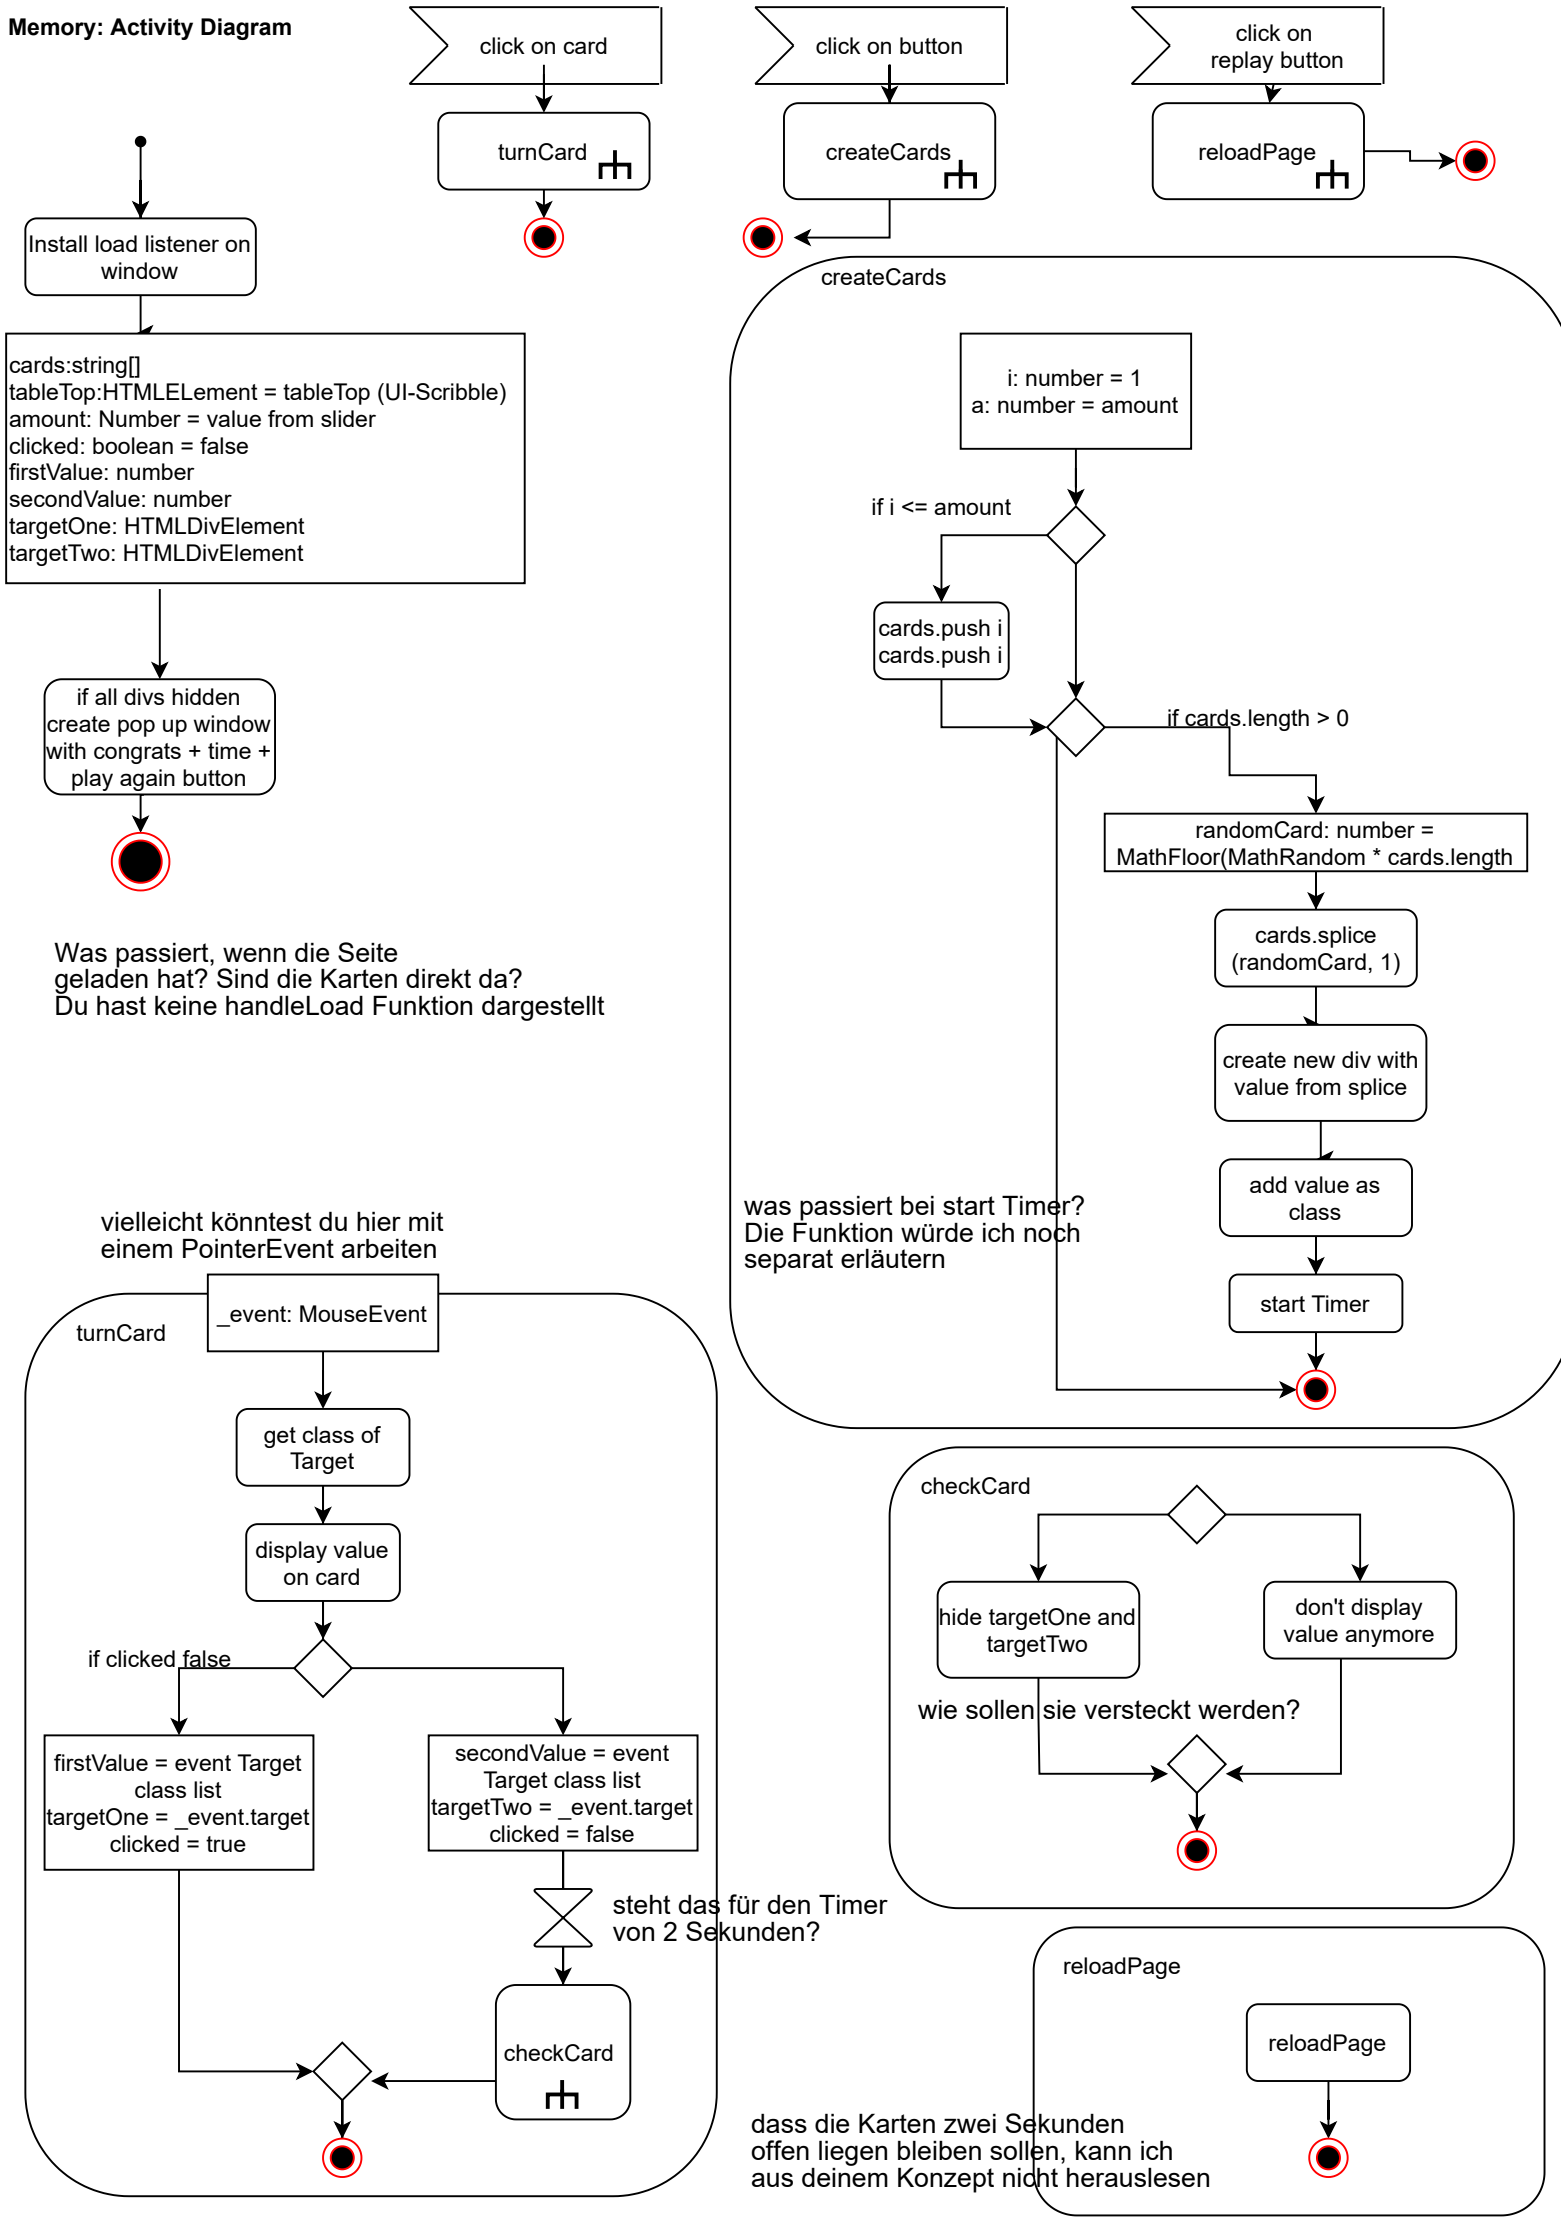 Memory: Activity Diagram
click on card
click on button
click on
replay button
turnCard
createCards
reloadPage
Install load listener on
window
cards:string[]
tableTop:HTMLELement = tableTop (UI-Scribble)
amount: Number = value from slider
clicked: boolean = false
firstValue: number
secondValue: number
targetOne: HTMLDivElement
targetTwo: HTMLDivElement
if all divs hidden
create pop up window
with congrats + time +
play again button
Was passiert, wenn die Seite
geladen hat? Sind die Karten direkt da?
Du hast keine handleLoad Funktion dargestellt
createCards
i: number = 1
a: number = amount
if i <= amount
cards.push i
cards.push i
if cards.length > 0
randomCard: number =
MathFloor(MathRandom * cards.length
cards.splice
(randomCard, 1)
create new div with
value from splice
add value as
class
start Timer
was passiert bei start Timer?
Die Funktion würde ich noch
separat erläutern
vielleicht könntest du hier mit
einem PointerEvent arbeiten
_event: MouseEvent
turnCard
get class of
Target
display value
on card
if clicked false
firstValue = event Target
class list
targetOne = _event.target
clicked = true
secondValue = event
Target class list
targetTwo = _event.target
clicked = false
steht das für den Timer
von 2 Sekunden?
checkCard
checkCard
hide targetOne and
targetTwo
don't display
value anymore
wie sollen sie versteckt werden?
reloadPage
reloadPage
dass die Karten zwei Sekunden
offen liegen bleiben sollen, kann ich
aus deinem Konzept nicht herauslesen